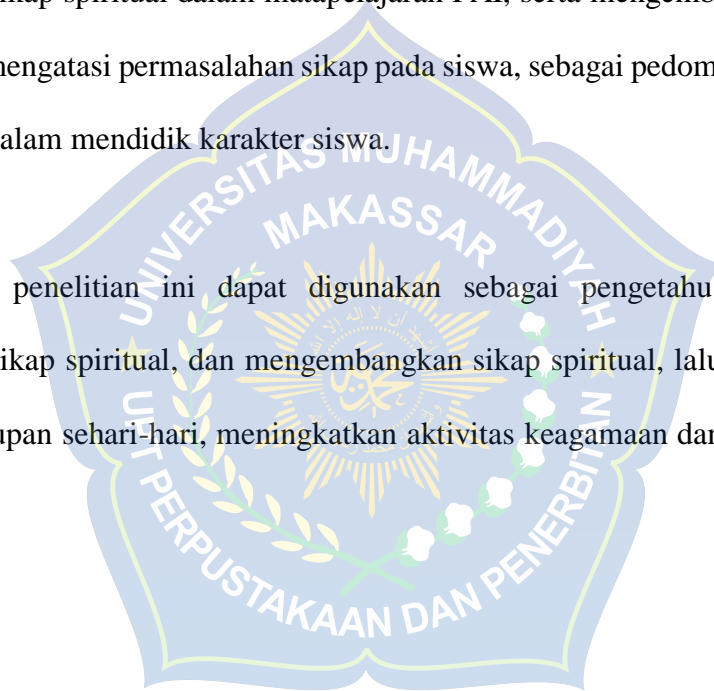 sikap spiritual dalam matapelajaran PAI, serta mengemb
mengatasi permasalahan sikap pada siswa, sebagai pedom
dalam mendidik karakter siswa.
UNIVERSITAS MUHAMMADIYAH
MAKASSAR
penelitian ini dapat digunakan sebagai pengetahu
sikap spiritual, dan mengembangkan sikap spiritual, lalu
upan sehari-hari, meningkatkan aktivitas keagamaan dan
UPT PERPUSTAKAAN DAN PENERBITAN